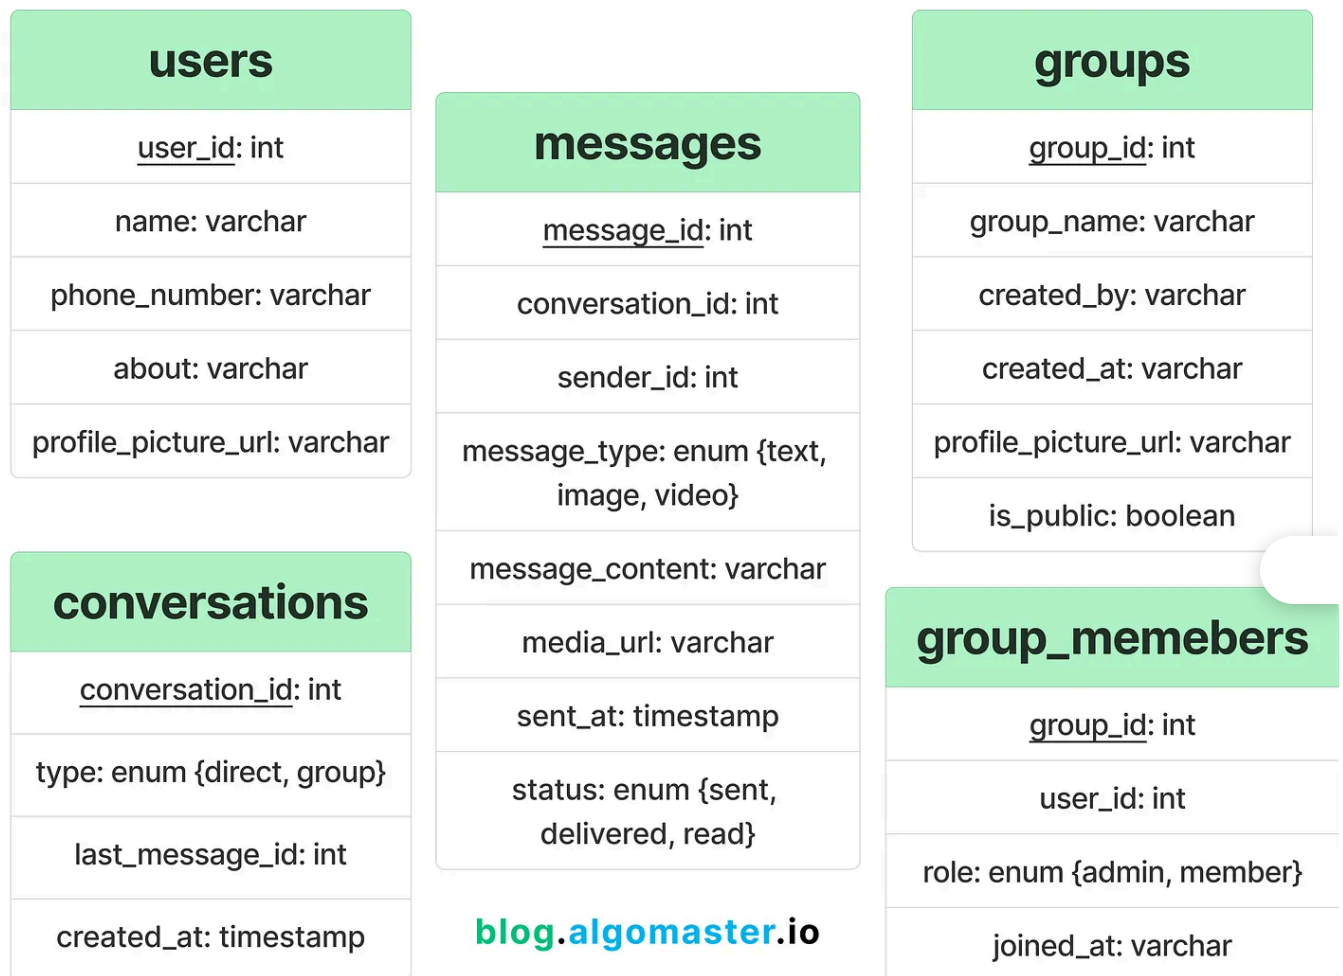 users
user_id: int
name: varchar
phone_number: varchar
about: varchar
profile_picture_url: varchar
conversations
conversation_id: int
type: enum {direct, group}
last_message_id: int
created_at: timestamp
messages
message_id: int
conversation_id: int
sender_id: int
message_type: enum {text,
image, video}
message_content: varchar
media_url: varchar
sent_at: timestamp
status: enum {sent,
delivered, read}
blog.algomaster.io
groups
group_id: int
group_name: varchar
created_by: varchar
created_at: varchar
profile_picture_url: varchar
is_public: boolean
group_memebers
group_id: int
user_id: int
role: enum {admin, member}
joined_at: varchar